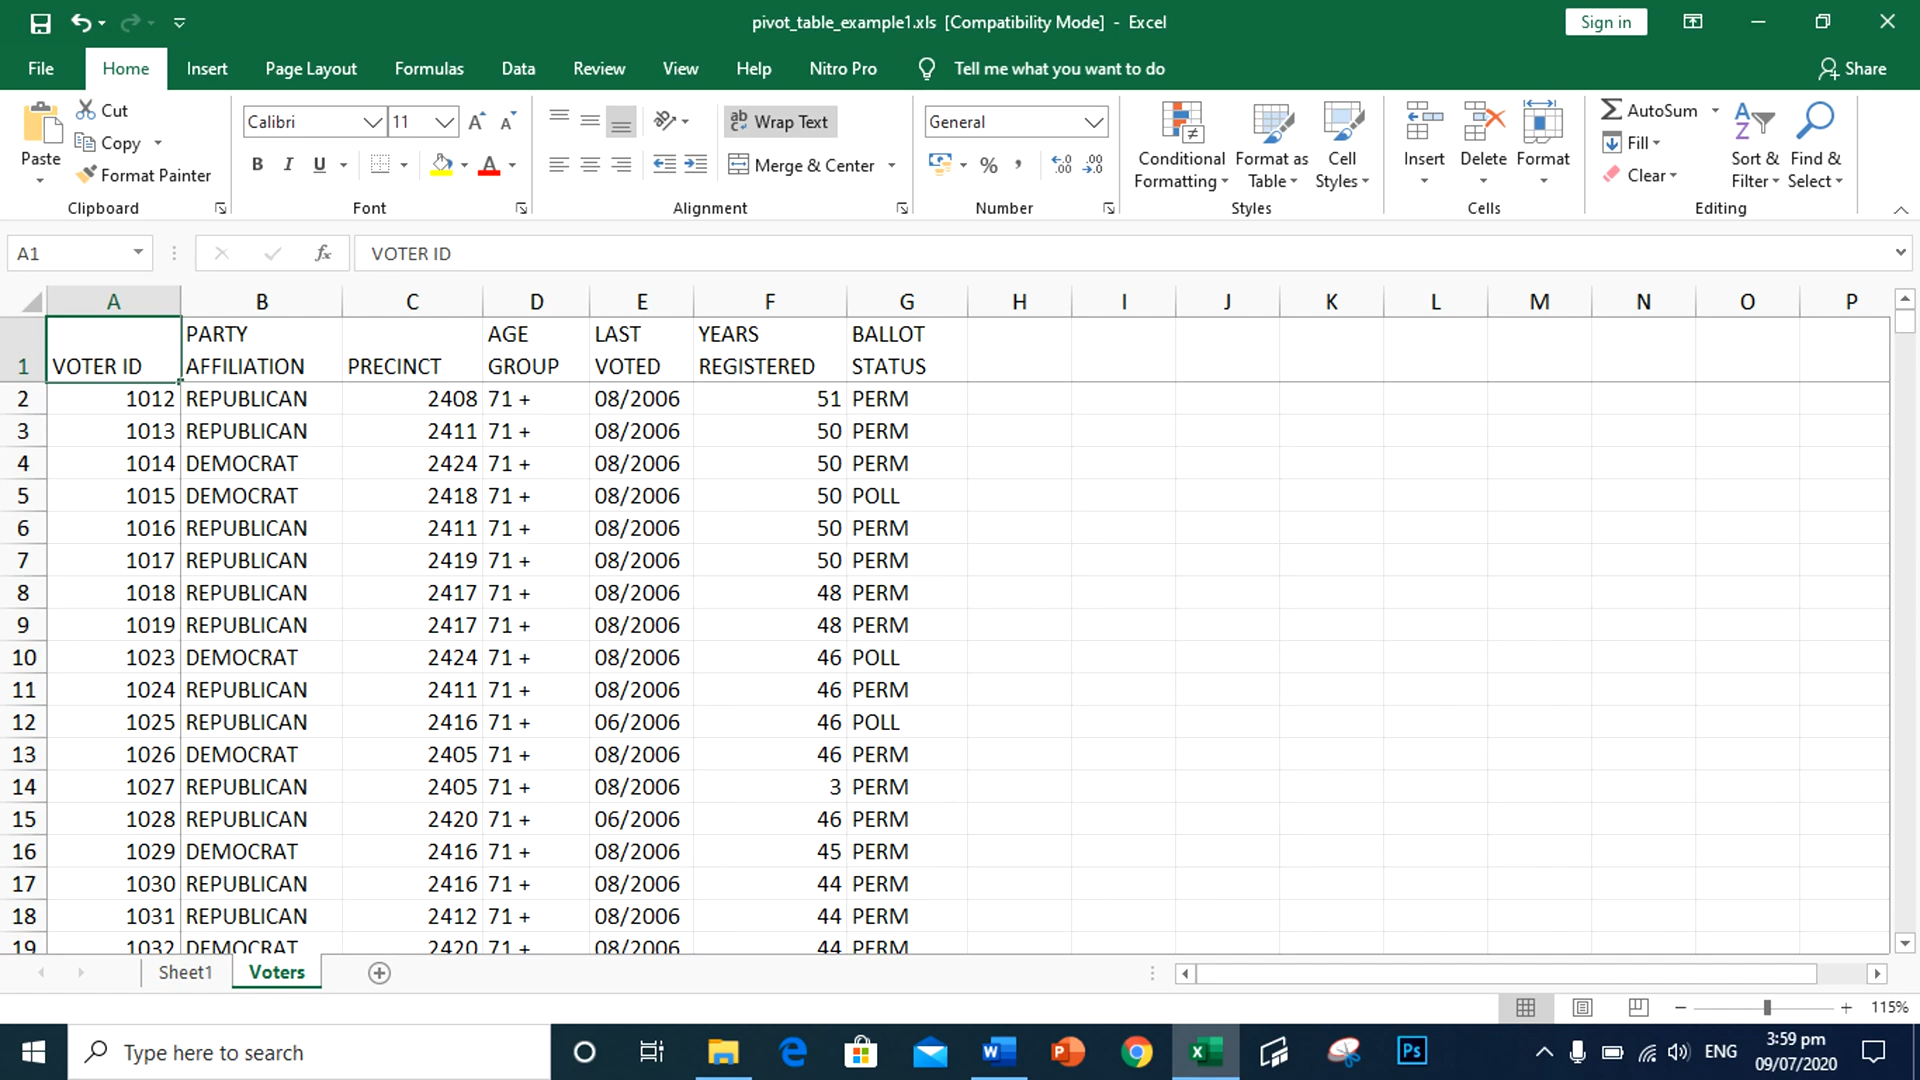 pivot_table_example1.xls [Compatibility Mode] - Excel
Sign in
File Home Insert Page Layout Formulas Data Review View Help Nitro Pro Tell me what you want to do Share
Paste
Cut
Copy
Format Painter
Clipboard
Calibri 11
B I U A
Font
ab Wrap Text
Merge & Center
Alignment
General
% ,
Number
Conditional Formatting
Format as Table
Cell Styles
Styles
Insert Delete Format
Cells
AutoSum
Fill
Clear
Sort & Filter
Find & Select
Editing
A1 fx VOTER ID
A B C D E F G H I J K L M N O P
1 VOTER ID PARTY AFFILIATION PRECINCT AGE GROUP LAST VOTED YEARS REGISTERED BALLOT STATUS
2 1012 REPUBLICAN 2408 71 + 08/2006 51 PERM
3 1013 REPUBLICAN 2411 71 + 08/2006 50 PERM
4 1014 DEMOCRAT 2424 71 + 08/2006 50 PERM
5 1015 DEMOCRAT 2418 71 + 08/2006 50 POLL
6 1016 REPUBLICAN 2411 71 + 08/2006 50 PERM
7 1017 REPUBLICAN 2419 71 + 08/2006 50 PERM
8 1018 REPUBLICAN 2417 71 + 08/2006 48 PERM
9 1019 REPUBLICAN 2417 71 + 08/2006 48 PERM
10 1023 DEMOCRAT 2424 71 + 08/2006 46 POLL
11 1024 REPUBLICAN 2411 71 + 08/2006 46 PERM
12 1025 REPUBLICAN 2416 71 + 06/2006 46 POLL
13 1026 DEMOCRAT 2405 71 + 08/2006 46 PERM
14 1027 REPUBLICAN 2405 71 + 08/2006 3 PERM
15 1028 REPUBLICAN 2420 71 + 06/2006 46 PERM
16 1029 DEMOCRAT 2416 71 + 08/2006 45 PERM
17 1030 REPUBLICAN 2416 71 + 08/2006 44 PERM
18 1031 REPUBLICAN 2412 71 + 08/2006 44 PERM
19 1032 DEMOCRAT 2420 71 + 08/2006 44 PERM
Sheet1 Voters
115%
Type here to search
ENG
3:59 pm
09/07/2020